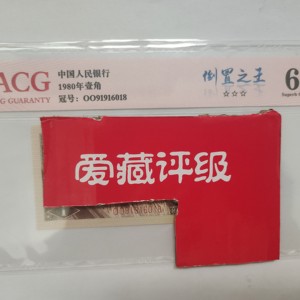 ACG
GUARANTY
中国人民银行
1980年壹角
冠号：OO91916018
倒置之王
☆☆☆
6
Superb
爱藏评级